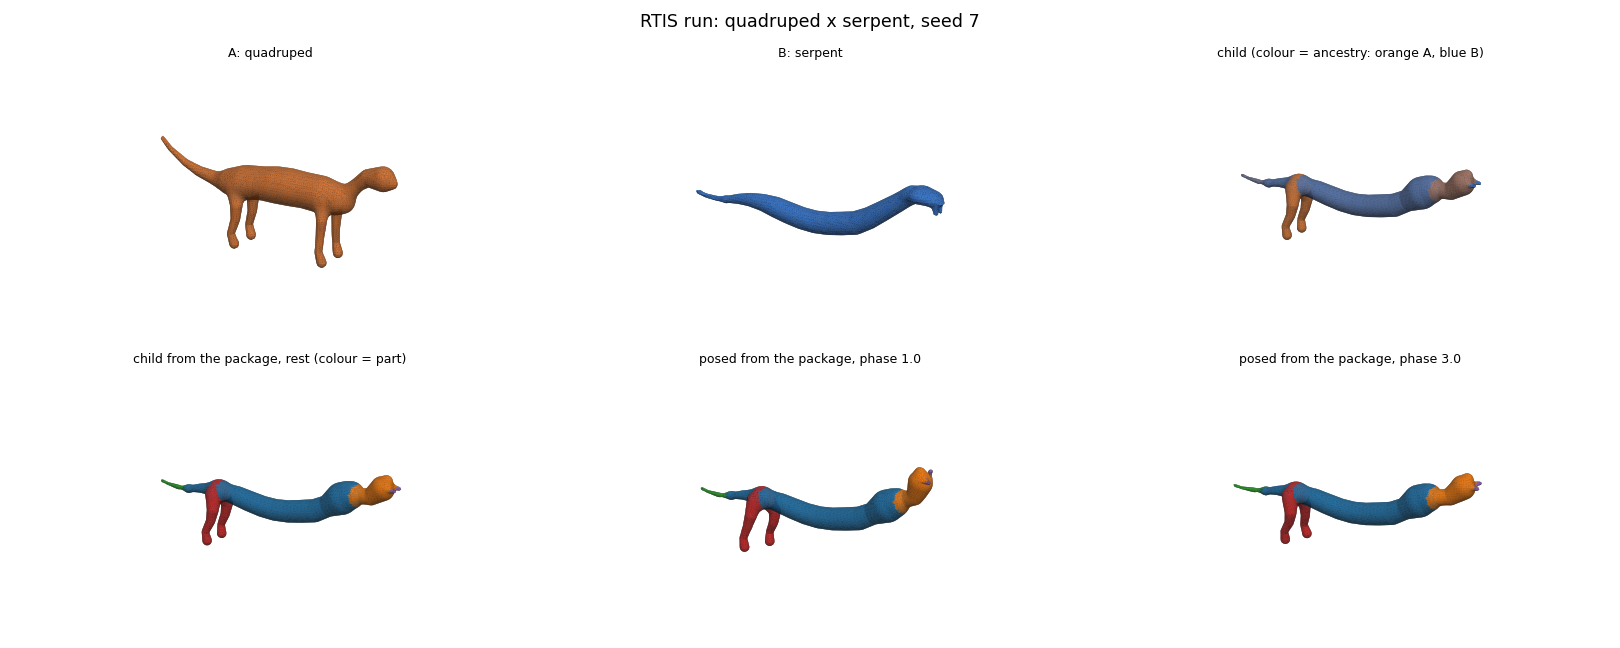 RTIS run: quadruped x serpent, seed 7
A: quadruped
B: serpent
child (colour = ancestry: orange A, blue B)
child from the package, rest (colour = part)
posed from the package, phase 1.0
posed from the package, phase 3.0